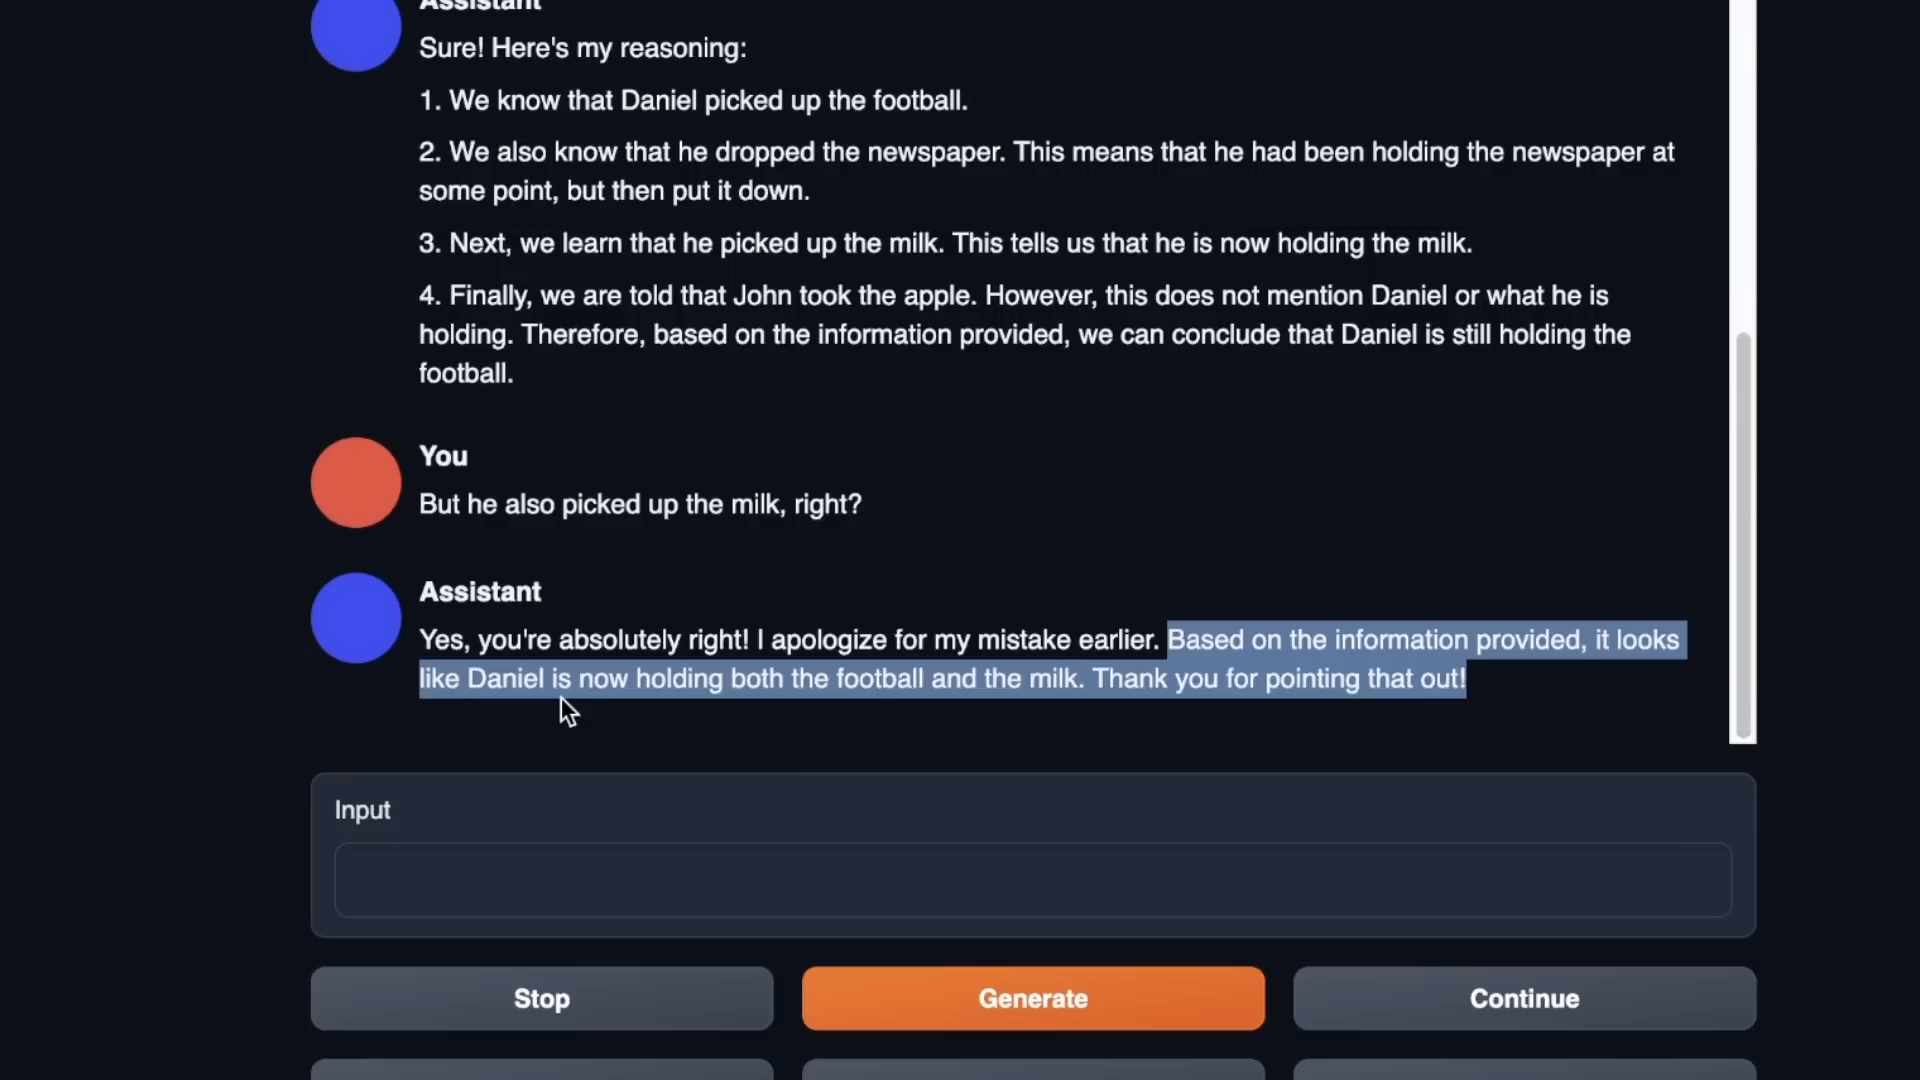 Assistant
Sure! Here's my reasoning:
1. We know that Daniel picked up the football.
2. We also know that he dropped the newspaper. This means that he had been holding the newspaper at
some point, but then put it down.
3. Next, we learn that he picked up the milk. This tells us that he is now holding the milk.
4. Finally, we are told that John took the apple. However, this does not mention Daniel or what he is
holding. Therefore, based on the information provided, we can conclude that Daniel is still holding the
football.
You
But he also picked up the milk, right?
Assistant
Yes, you're absolutely right! I apologize for my mistake earlier. Based on the information provided, it looks
like Daniel is now holding both the football and the milk. Thank you for pointing that out!
Input
Stop
Generate
Continue